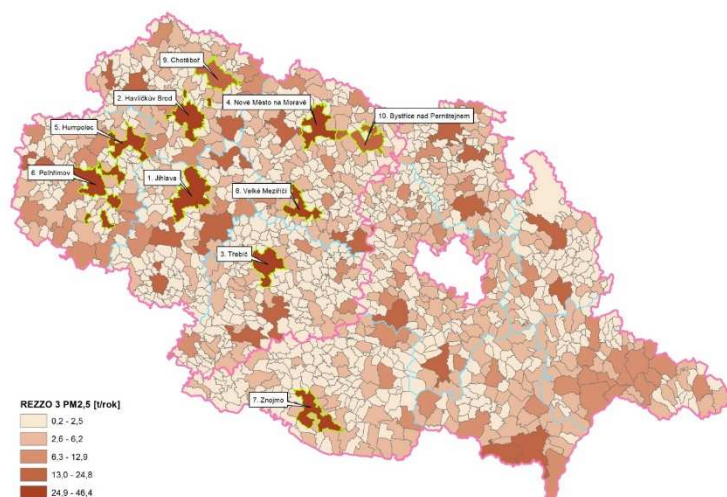 9. Chotěboř
2. Havlíčkův Brod
4. Nové Město na Moravě
10. Bystřice nad Pernštejnem
5. Humpolec
6. Pelhřimov
1. Jihlava
8. Velké Meziříčí
3. Třebíč
7. Znojmo
REZZO 3 PM2,5 [t/rok]
0,2 - 2,5
2,6 - 6,2
6,3 - 12,9
13,0 - 24,8
24,9 - 46,4